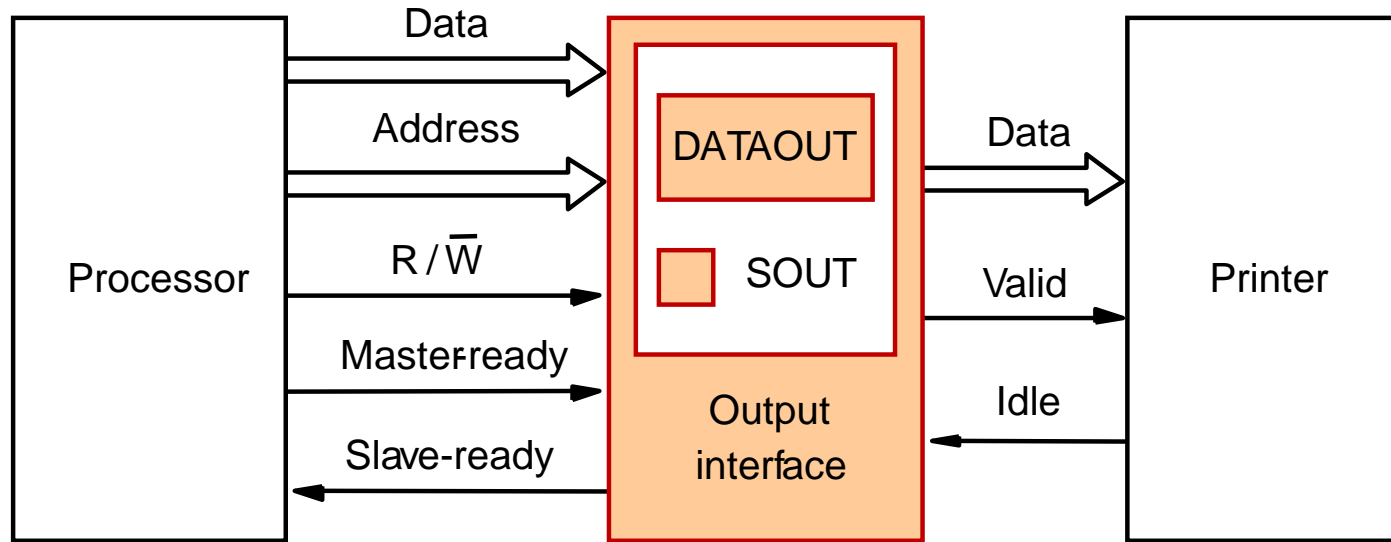 Data
Address
R / W̅
Master-ready
Slave-ready
Processor
DATAOUT
SOUT
Output
interface
Data
Valid
Idle
Printer